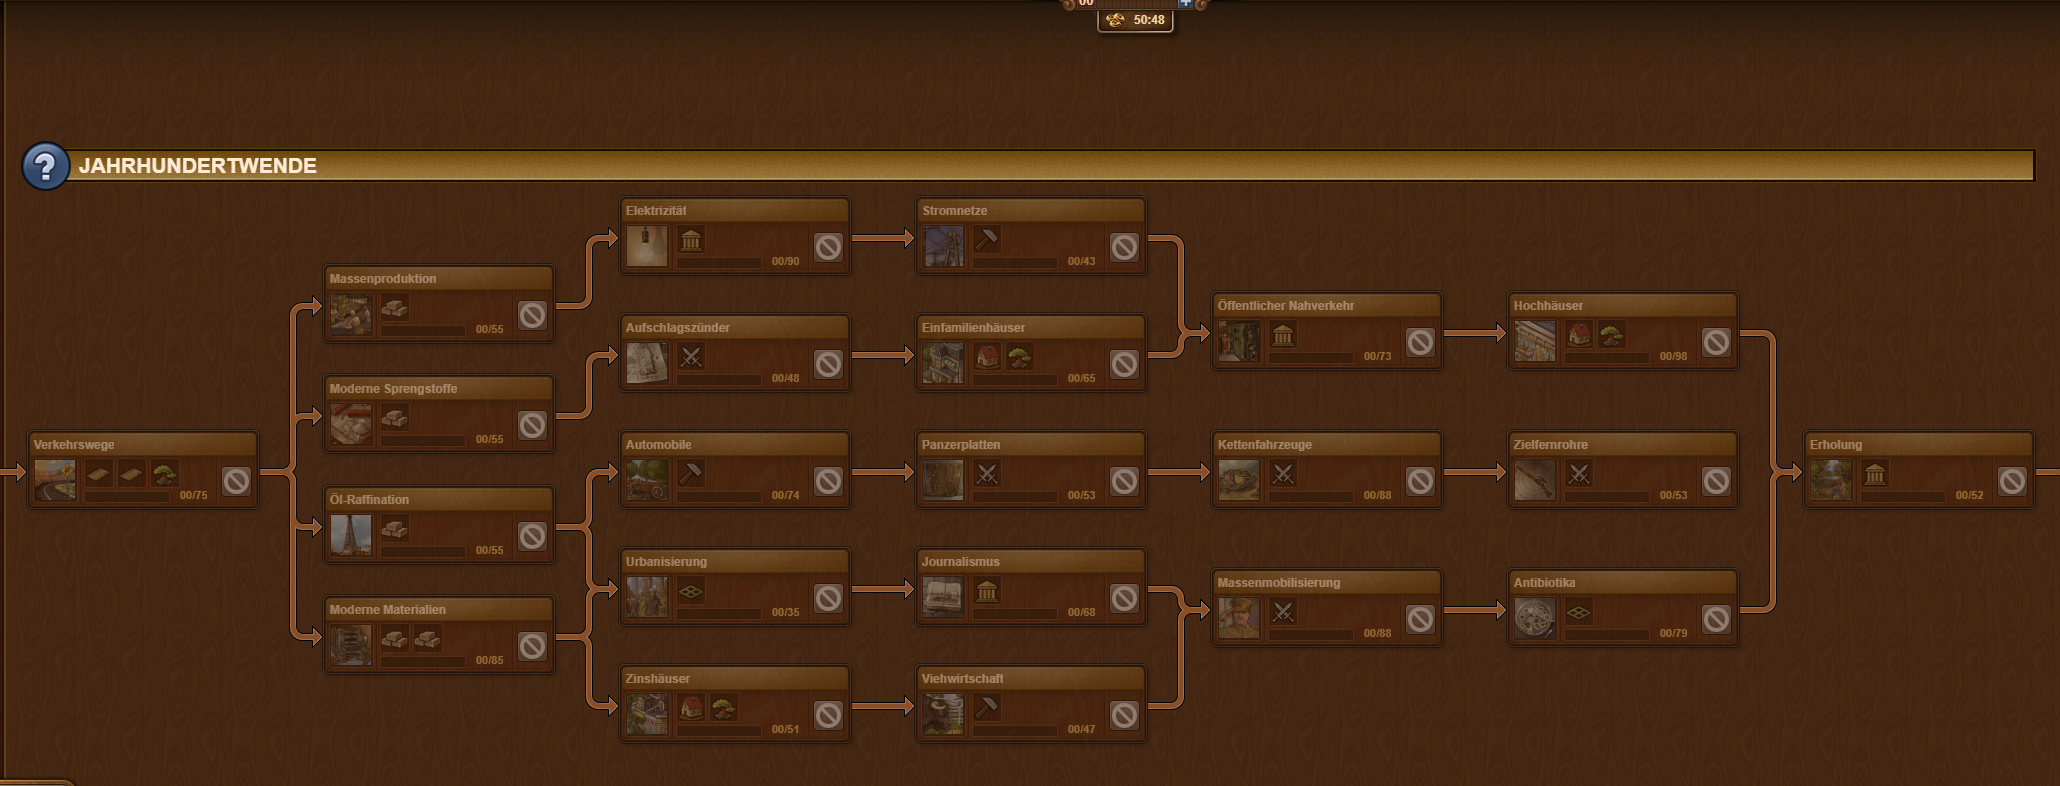 00
50:48
?
JAHRHUNDERTWENDE
Verkehrswege
00/75
Massenproduktion
00/55
Moderne Sprengstoffe
00/55
Öl-Raffination
00/55
Moderne Materialien
00/85
Elektrizität
00/90
Aufschlagszünder
00/48
Automobile
00/74
Urbanisierung
00/35
Zinshäuser
00/51
Stromnetze
00/43
Einfamilienhäuser
00/65
Panzerplatten
00/53
Journalismus
00/68
Viehwirtschaft
00/47
Öffentlicher Nahverkehr
00/73
Kettenfahrzeuge
00/88
Massenmobilisierung
00/88
Hochhäuser
00/98
Zielfernrohre
00/53
Antibiotika
00/79
Erholung
00/52